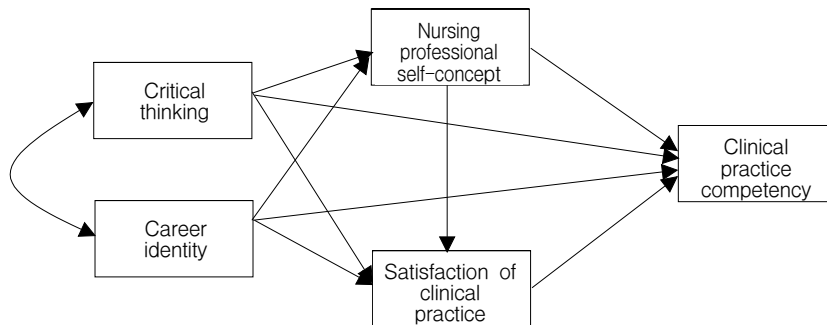 Nursing
professional
self-concept
Critical
thinking
Clinical
practice
competency
Career
identity
Satisfaction of
clinical
practice